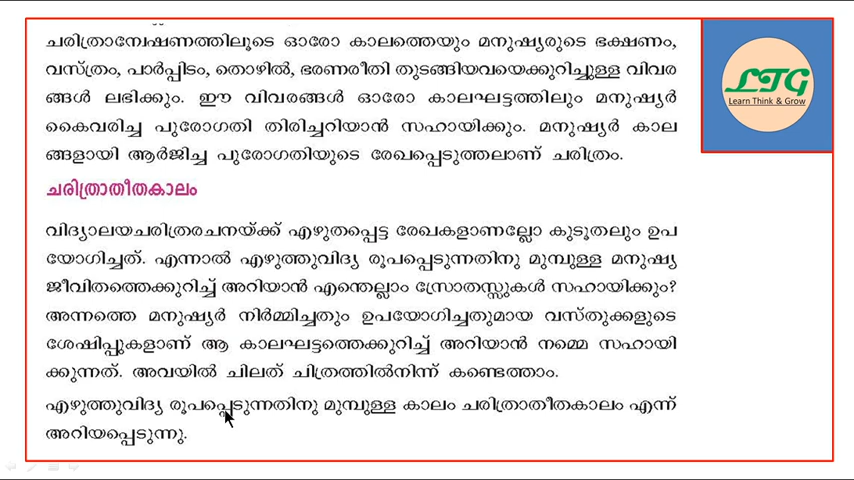 ചരിത്രാന്വേഷണത്തിലൂടെ ഓരോ കാലത്തെയും മനുഷ്യരുടെ ഭക്ഷണം,
വസ്ത്രം, പാർപ്പിടം, തൊഴിൽ, ഭരണരീതി തുടങ്ങിയവയെക്കുറിച്ചുള്ള വിവര
ങ്ങൾ ലഭിക്കും. ഈ വിവരങ്ങൾ ഓരോ കാലഘട്ടത്തിലും മനുഷ്യർ
കൈവരിച്ച പുരോഗതി തിരിച്ചറിയാൻ സഹായിക്കും. മനുഷ്യർ കാല
ങ്ങളായി ആർജിച്ച പുരോഗതിയുടെ രേഖപ്പെടുത്തലാണ് ചരിത്രം.
ചരിത്രാതീതകാലം
വിദ്യാലയചരിത്രരചനയ്ക്ക് എഴുതപ്പെട്ട രേഖകളാണല്ലോ കൂടുതലും ഉപ
യോഗിച്ചത്. എന്നാൽ എഴുത്തുവിദ്യ രൂപപ്പെടുന്നതിനു മുമ്പുള്ള മനുഷ്യ
ജീവിതത്തെക്കുറിച്ച് അറിയാൻ എന്തെല്ലാം സ്രോതസ്സുകൾ സഹായിക്കും?
അന്നത്തെ മനുഷ്യർ നിർമ്മിച്ചതും ഉപയോഗിച്ചതുമായ വസ്തുക്കളുടെ
ശേഷിപ്പുകളാണ് ആ കാലഘട്ടത്തെക്കുറിച്ച് അറിയാൻ നമ്മെ സഹായി
ക്കുന്നത്. അവയിൽ ചിലത് ചിത്രത്തിൽനിന്ന് കണ്ടെത്താം.
എഴുത്തുവിദ്യ രൂപപ്പെടുന്നതിനു മുമ്പുള്ള കാലം ചരിത്രാതീതകാലം എന്ന്
അറിയപ്പെടുന്നു.
LTG
Learn Think & Grow